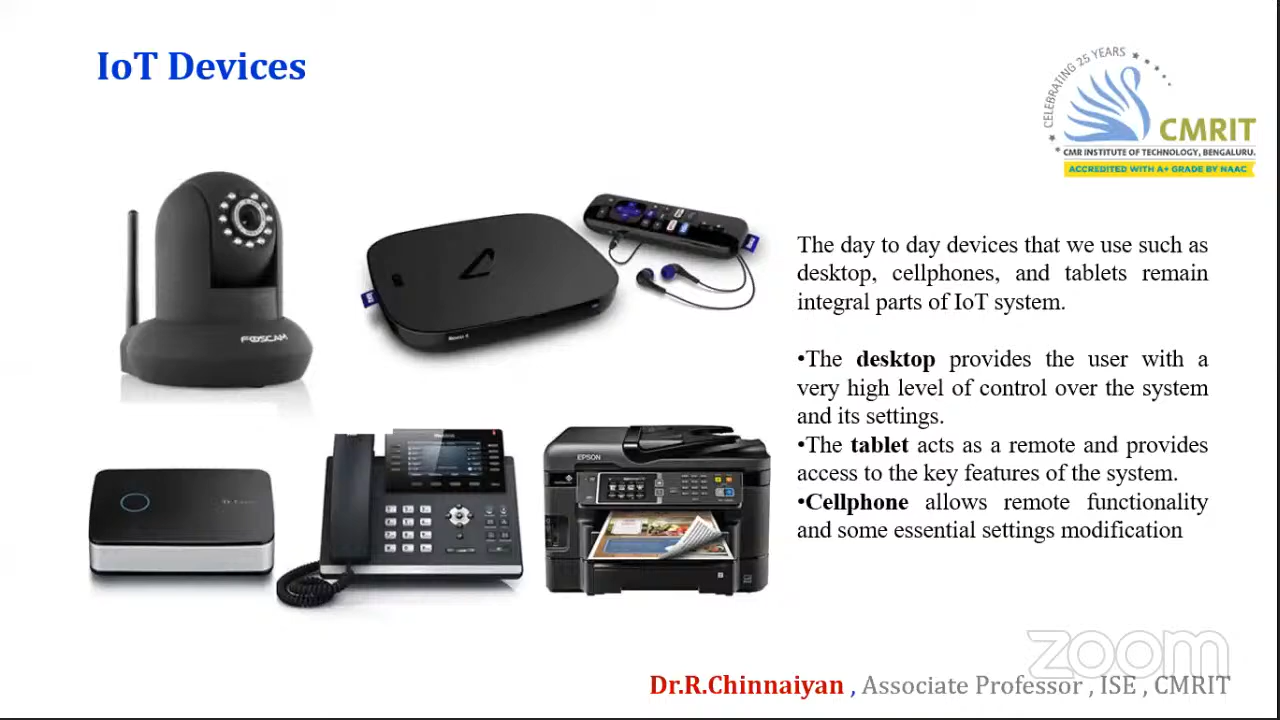 IoT Devices
CELEBRATING 25 YEARS
CMRIT
CMR INSTITUTE OF TECHNOLOGY, BENGALURU.
ACCREDITED WITH A+ GRADE BY NAAC
FOSCAM
Roku 4
The day to day devices that we use such as
desktop, cellphones, and tablets remain
integral parts of IoT system.
•The desktop provides the user with a
very high level of control over the system
and its settings.
•The tablet acts as a remote and provides
access to the key features of the system.
•Cellphone allows remote functionality
and some essential settings modification
EPSON
zoom
Dr.R.Chinnaiyan , Associate Professor , ISE , CMRIT